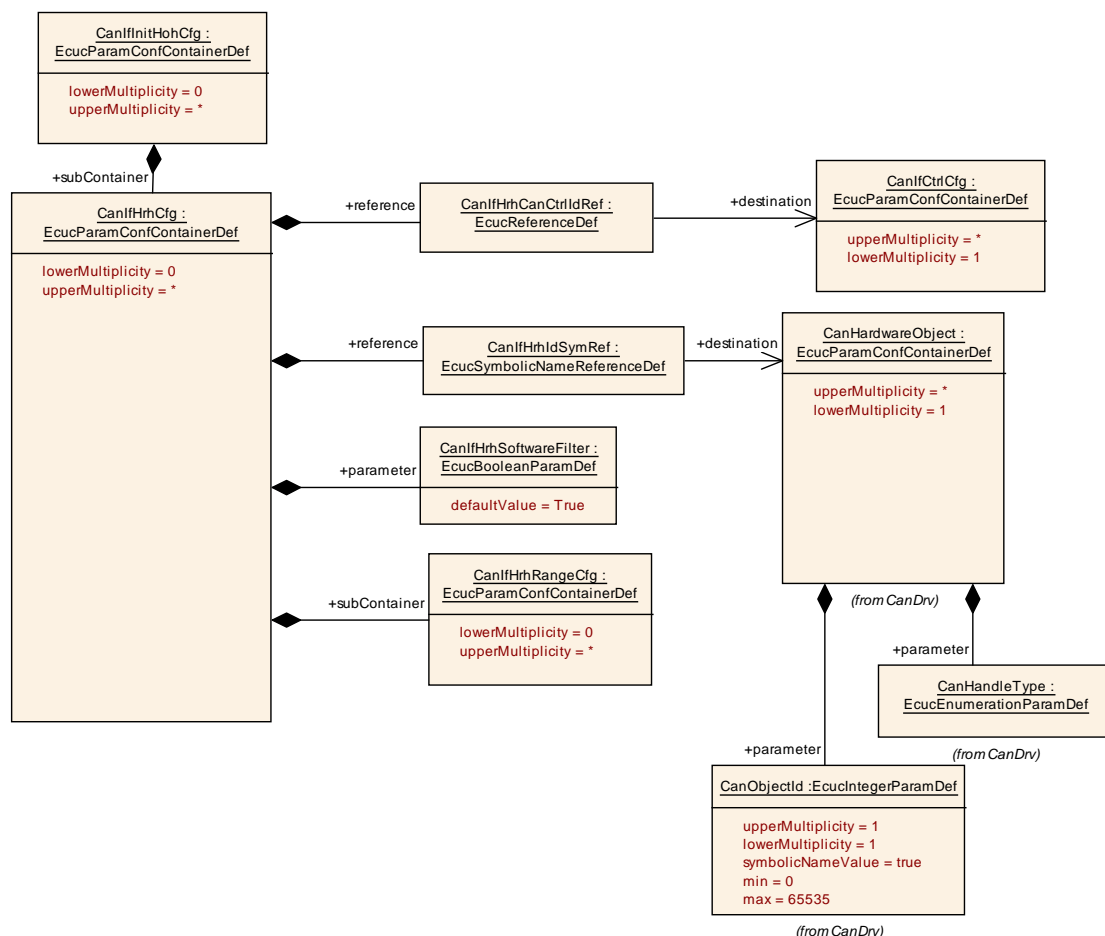 CanIfInitHohCfg :
EcucParamConfContainerDef
lowerMultiplicity = 0
upperMultiplicity = *
+subContainer
CanIfHrhCfg :
EcucParamConfContainerDef
lowerMultiplicity = 0
upperMultiplicity = *
+reference
CanIfHrhCanCtrlIdRef :
EcucReferenceDef
+destination
CanIfCtrlCfg :
EcucParamConfContainerDef
upperMultiplicity = *
lowerMultiplicity = 1
+reference
CanIfHrhIdSymRef :
EcucSymbolicNameReferenceDef
+destination
CanHardwareObject :
EcucParamConfContainerDef
upperMultiplicity = *
lowerMultiplicity = 1
(from CanDrv)
+parameter
CanIfHrhSoftwareFilter :
EcucBooleanParamDef
defaultValue = True
+subContainer
CanIfHrhRangeCfg :
EcucParamConfContainerDef
lowerMultiplicity = 0
upperMultiplicity = *
+parameter
CanHandleType :
EcucEnumerationParamDef
(from CanDrv)
+parameter
CanObjectId :EcucIntegerParamDef
upperMultiplicity = 1
lowerMultiplicity = 1
symbolicNameValue = true
min = 0
max = 65535
(from CanDrv)